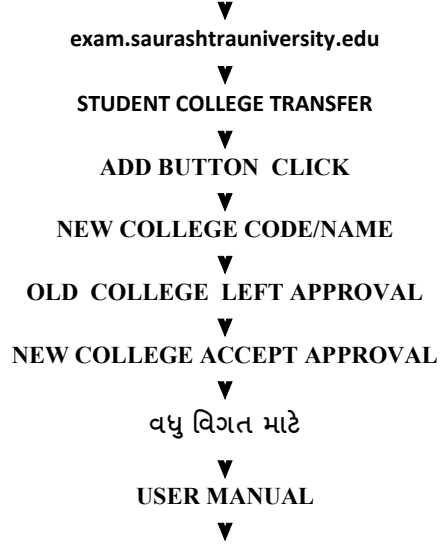 exam.saurashtrauniversity.edu
STUDENT COLLEGE TRANSFER
ADD BUTTON CLICK
NEW COLLEGE CODE/NAME
OLD COLLEGE LEFT APPROVAL
NEW COLLEGE ACCEPT APPROVAL
વધુ વિગત માટે
USER MANUAL